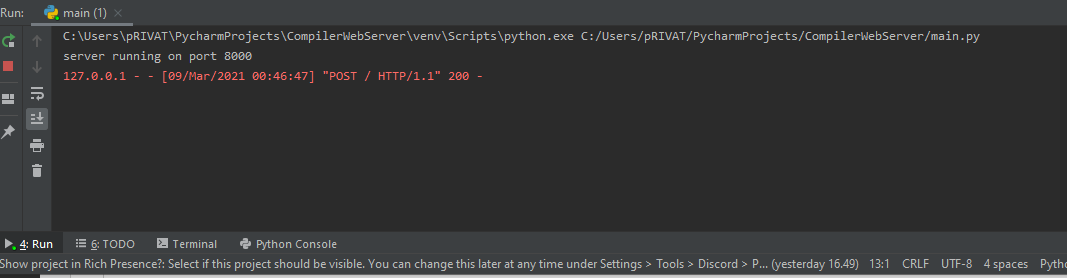 Run: main (1)
C:\Users\pRIVAT\PycharmProjects\CompilerWebServer\venv\Scripts\python.exe C:/Users/pRIVAT/PycharmProjects/CompilerWebServer/main.py
server running on port 8000
127.0.0.1 - - [09/Mar/2021 00:46:47] "POST / HTTP/1.1" 200 -
4: Run 6: TODO Terminal Python Console
Show project in Rich Presence?: Select if this project should be visible. You can change this later at any time under Settings > Tools > Discord > P... (yesterday 16.49) 13:1 CRLF UTF-8 4 spaces Pytho